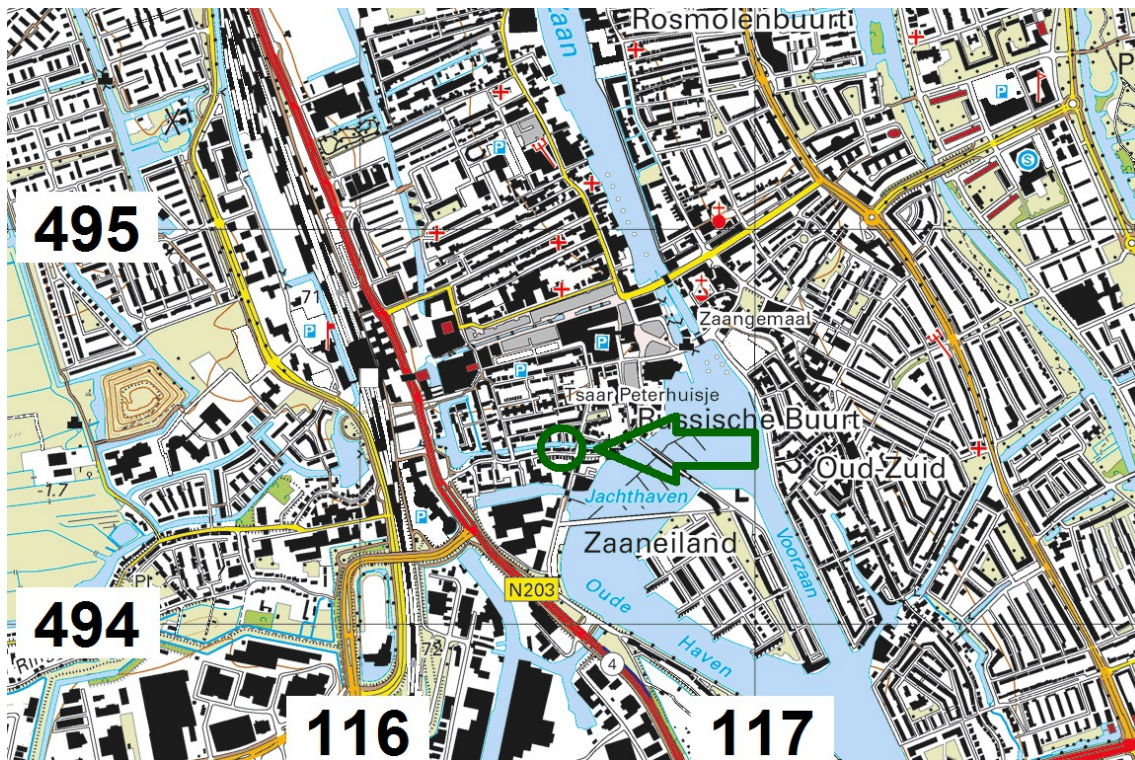 Zaan
Rosmolenbuurt
P
P
P
S
495
71
P
Zaangemaal
P
P
Tsaar Peterhuisje
Russische Buurt
Oud-Zuid
-1.7
Jachthaven
P
Zaaneiland
Voorzaan
N203
Oude
Haven
494
72
4
116
117